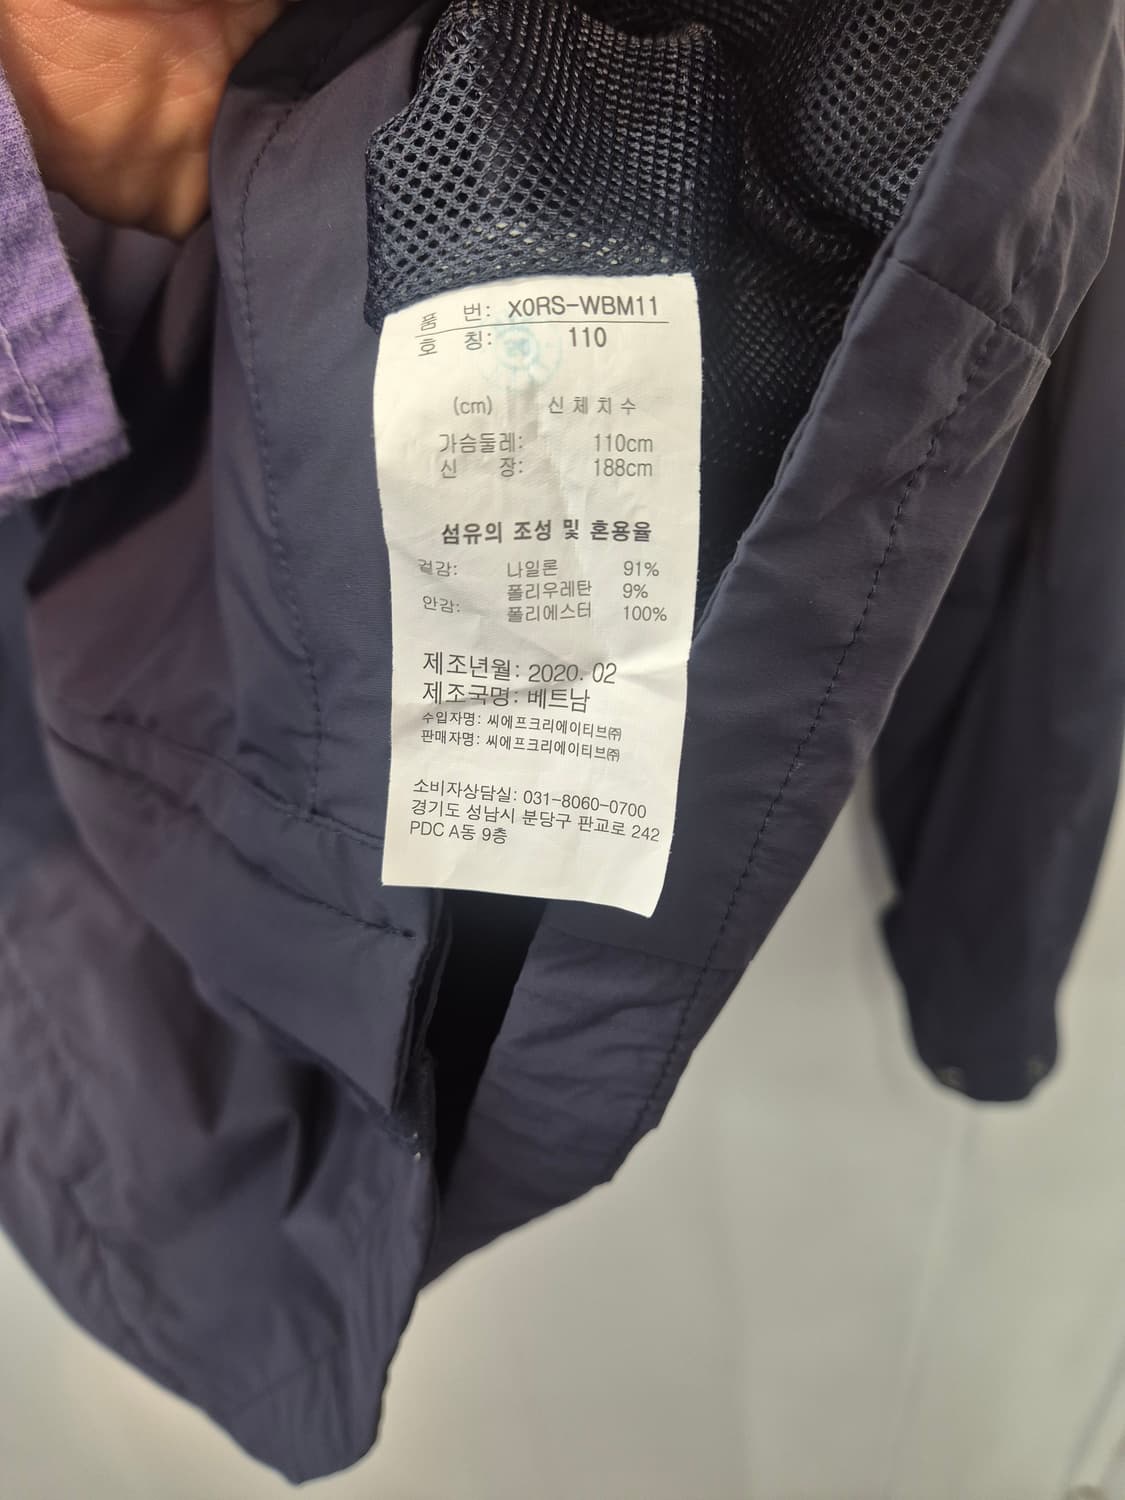 품 번: X0RS-WBM11
호 칭: 110
(cm) 신체치수
가슴둘레: 110cm
신 장: 188cm
섬유의 조성 및 혼용율
겉감: 나일론 91%
폴리우레탄 9%
안감: 폴리에스터 100%
제조년월: 2020. 02
제조국명: 베트남
수입자명: 씨에프크리에이티브㈜
판매자명: 씨에프크리에이티브㈜
소비자상담실: 031-8060-0700
경기도 성남시 분당구 판교로 242
PDC A동 9층